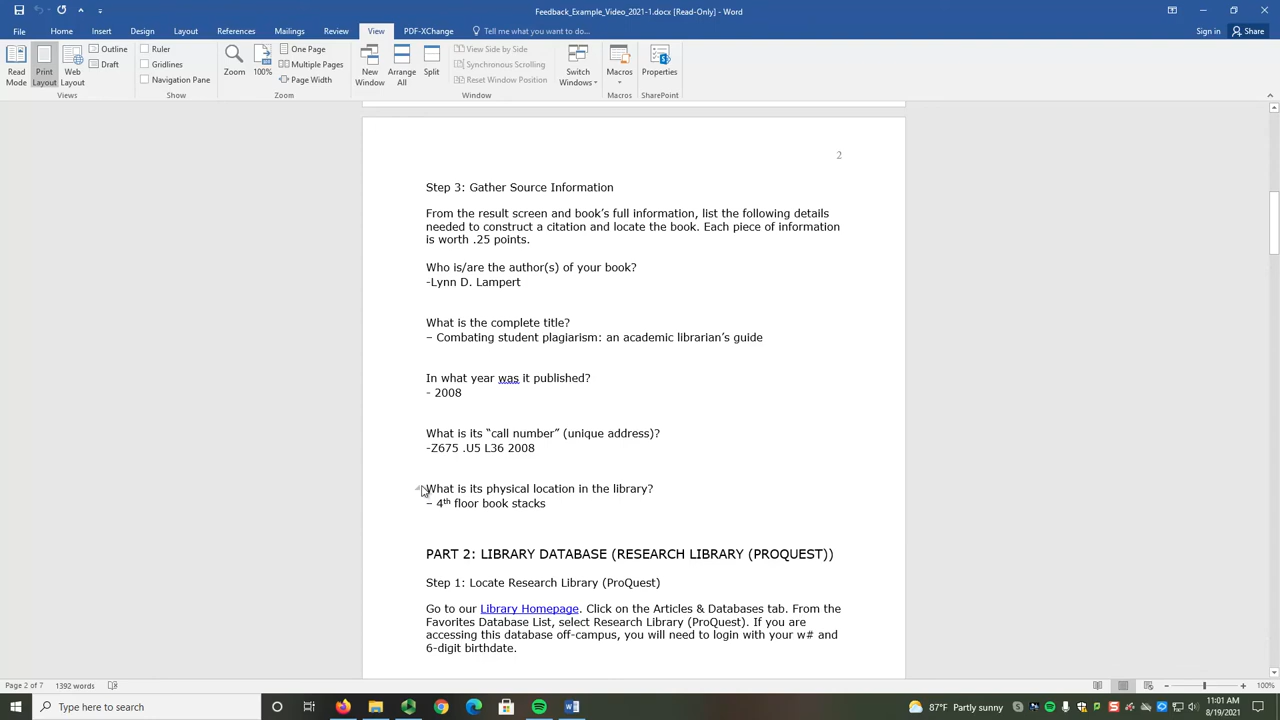 Feedback_Example_Video_2021-1.docx [Read-Only] - Word
File Home Insert Design Layout References Mailings Review View PDF-XChange Tell me what you want to do... Sign in Share
Read Mode
Print Layout
Web Layout
Outline
Draft
Views
Ruler
Gridlines
Navigation Pane
Show
Zoom
100%
One Page
Multiple Pages
Page Width
Zoom
New Window
Arrange All
Split
View Side by Side
Synchronous Scrolling
Reset Window Position
Window
Switch Windows
Macros
Macros
Properties
SharePoint
2
Step 3: Gather Source Information
From the result screen and book’s full information, list the following details
needed to construct a citation and locate the book. Each piece of information
is worth .25 points.
Who is/are the author(s) of your book?
-Lynn D. Lampert
What is the complete title?
– Combating student plagiarism: an academic librarian’s guide
In what year was it published?
- 2008
What is its “call number” (unique address)?
-Z675 .U5 L36 2008
What is its physical location in the library?
– 4th floor book stacks
PART 2: LIBRARY DATABASE (RESEARCH LIBRARY (PROQUEST))
Step 1: Locate Research Library (ProQuest)
Go to our Library Homepage. Click on the Articles & Databases tab. From the
Favorites Database List, select Research Library (ProQuest). If you are
accessing this database off-campus, you will need to login with your w# and
6-digit birthdate.
Page 2 of 7 1392 words 100%
Type here to search
87°F Partly sunny
11:01 AM
8/19/2021